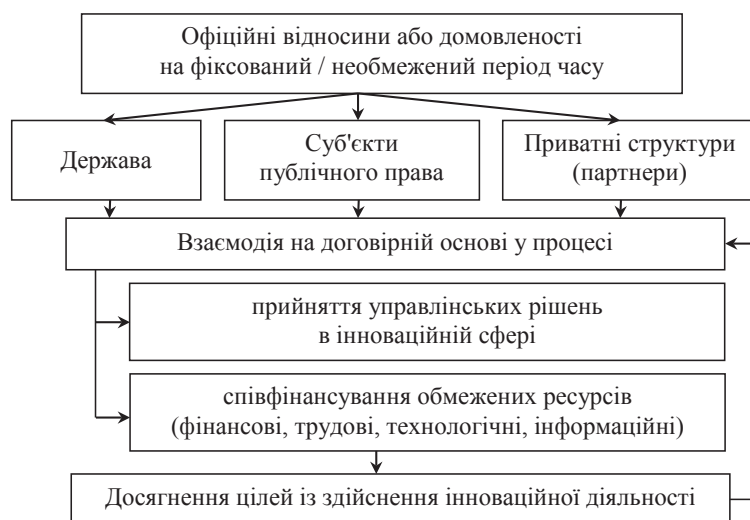 Офіційні відносини або домовленості
на фіксований / необмежений період часу
Держава
Суб'єкти
публічного права
Приватні структури
(партнери)
Взаємодія на договірній основі у процесі
прийняття управлінських рішень
в інноваційній сфері
співфінансування обмежених ресурсів
(фінансові, трудові, технологічні, інформаційні)
Досягнення цілей із здійснення інноваційної діяльності